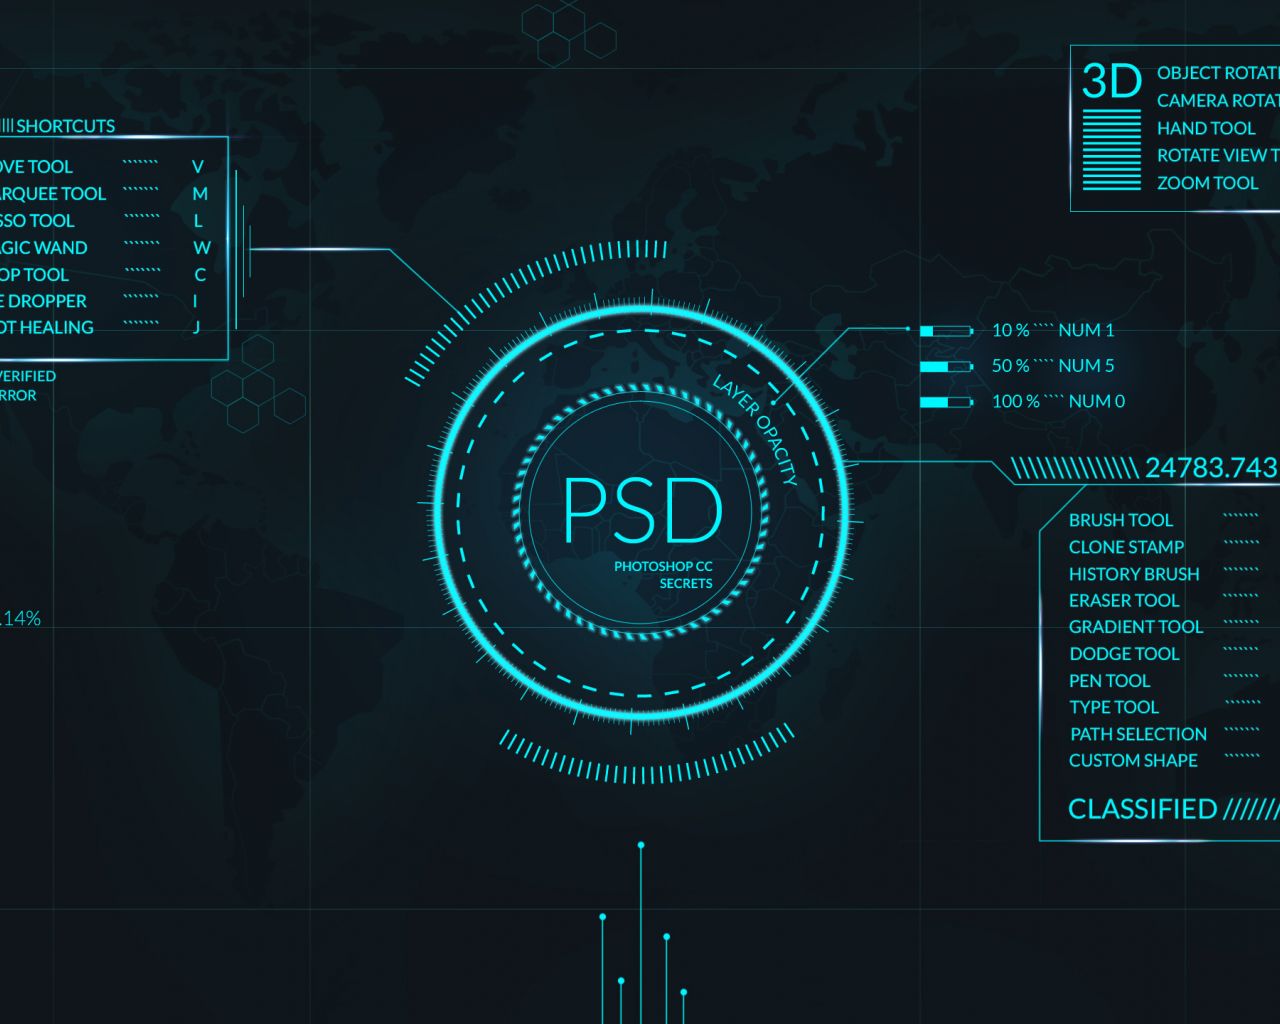 SHORTCUTS
OVE TOOL ```````  V
ARQUEE TOOL ``````` M
SSO TOOL ``````` L
AGIC WAND ``````` W
OP TOOL ``````` C
E DROPPER ``````` I
OT HEALING ``````` J
VERIFIED
RROR
.14%
LAYER OPACITY
PSD
PHOTOSHOP CC
SECRETS
3D
OBJECT ROTATE
CAMERA ROTAT
HAND TOOL
ROTATE VIEW T
ZOOM TOOL
10 % ```` NUM 1
50 % ```` NUM 5
100 % ```` NUM 0
24783.743
BRUSH TOOL ```````
CLONE STAMP ```````
HISTORY BRUSH ```````
ERASER TOOL ```````
GRADIENT TOOL ```````
DODGE TOOL ```````
PEN TOOL ```````
TYPE TOOL ```````
PATH SELECTION ```````
CUSTOM SHAPE ```````
CLASSIFIED ///////